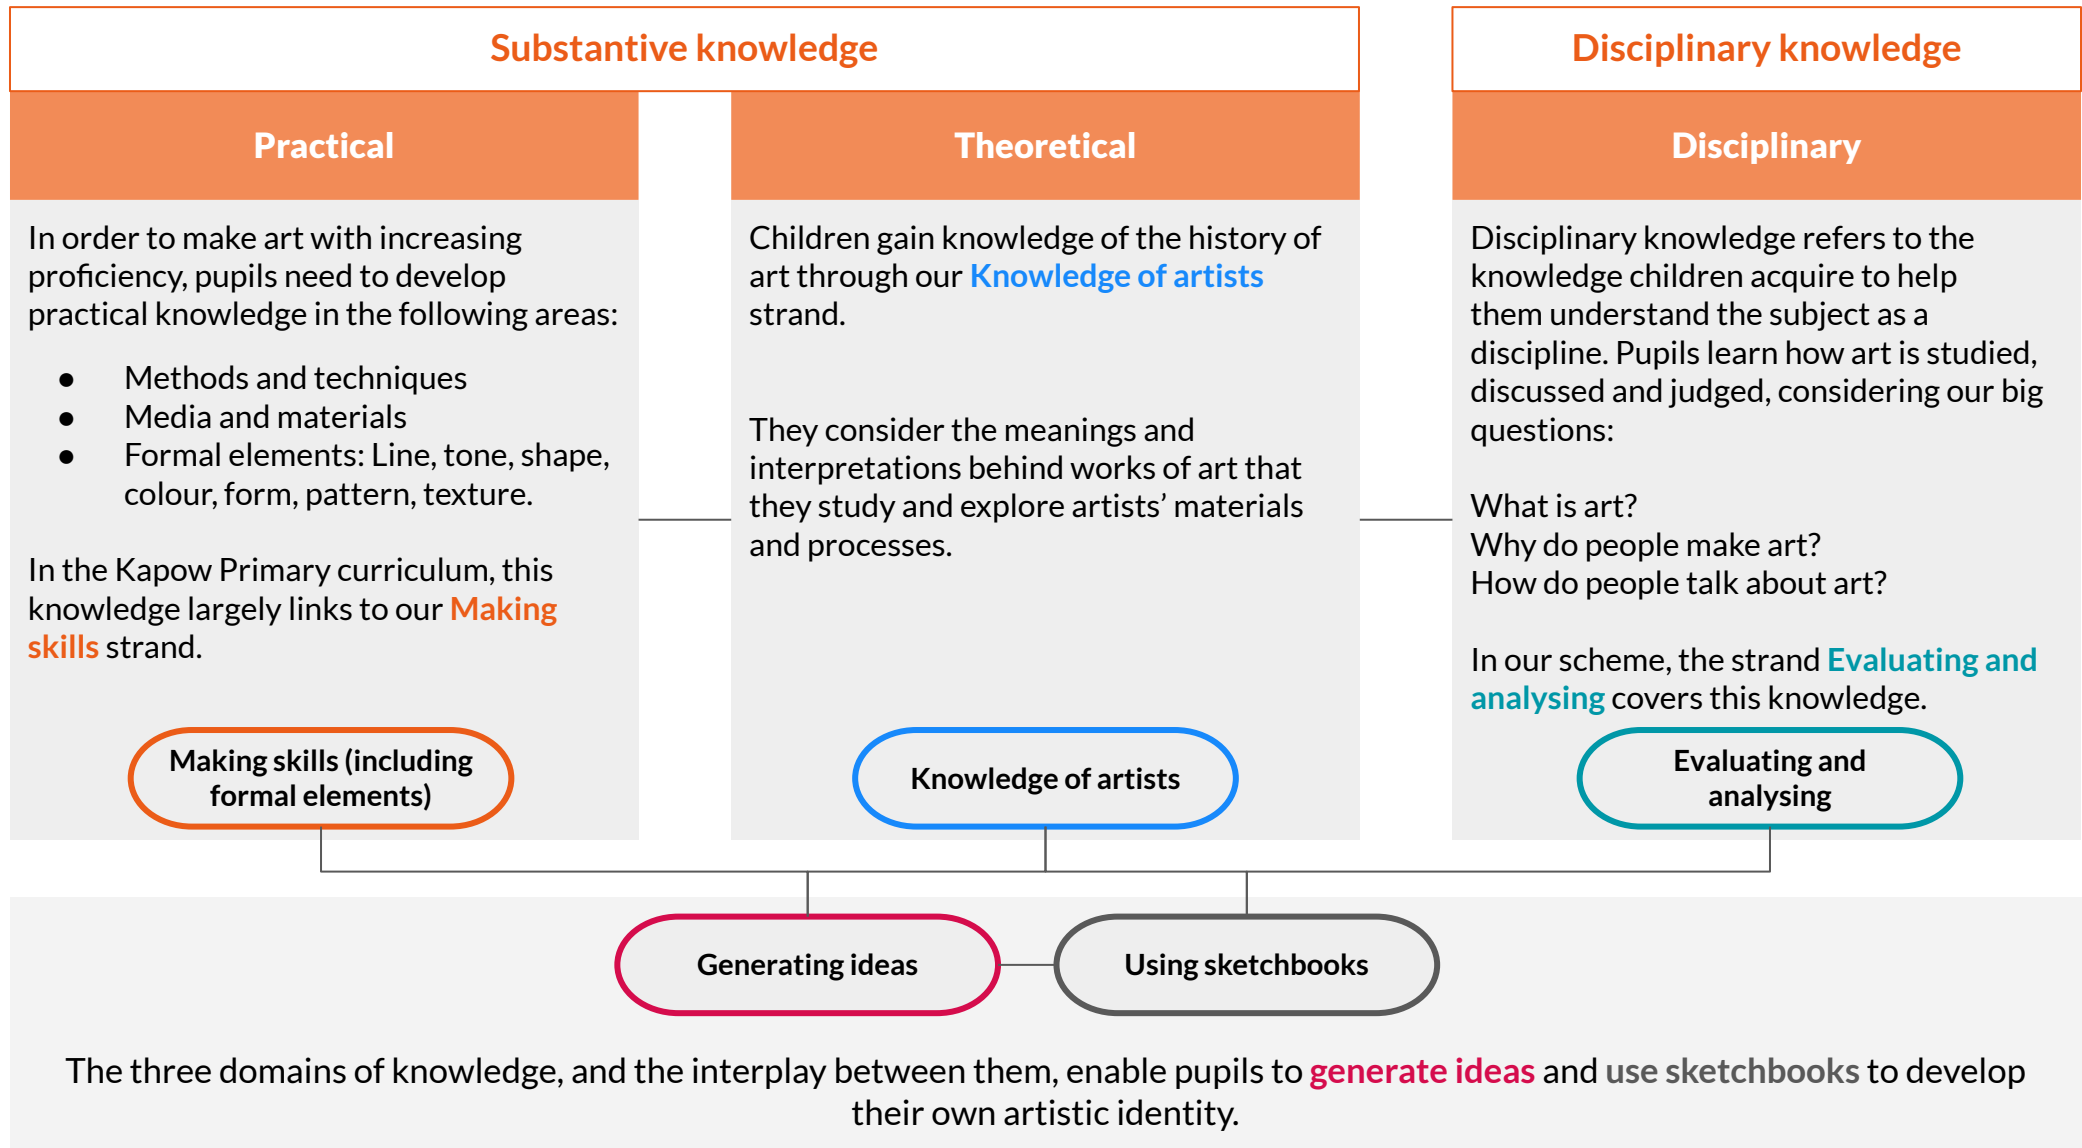 Substantive knowledge
Disciplinary knowledge
Practical
Theoretical
Disciplinary
In order to make art with increasing
proficiency, pupils need to develop
practical knowledge in the following areas:
● Methods and techniques
● Media and materials
● Formal elements: Line, tone, shape,
colour, form, pattern, texture.
In the Kapow Primary curriculum, this
knowledge largely links to our Making
skills strand.
Making skills (including
formal elements)
Children gain knowledge of the history of
art through our Knowledge of artists
strand.
They consider the meanings and
interpretations behind works of art that
they study and explore artists’ materials
and processes.
Knowledge of artists
Disciplinary knowledge refers to the
knowledge children acquire to help
them understand the subject as a
discipline. Pupils learn how art is studied,
discussed and judged, considering our big
questions:
What is art?
Why do people make art?
How do people talk about art?
In our scheme, the strand Evaluating and
analysing covers this knowledge.
Evaluating and
analysing
Generating ideas
Using sketchbooks
The three domains of knowledge, and the interplay between them, enable pupils to generate ideas and use sketchbooks to develop
their own artistic identity.